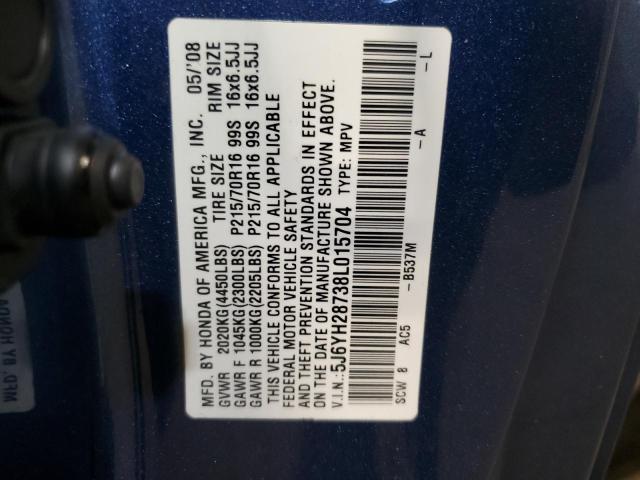 MFD. BY HONDA OF AMERICA MFG., INC. 05/'08
GVWR 2020KG(4450LBS) TIRE SIZE RIM SIZE
GAWR F 1045KG(2300LBS) P215/70R16 99S 16x6.5JJ
GAWR R 1000KG(2205LBS) P215/70R16 99S 16x6.5JJ
THIS VEHICLE CONFORMS TO ALL APPLICABLE
FEDERAL MOTOR VEHICLE SAFETY
AND THEFT PREVENTION STANDARDS IN EFFECT
ON THE DATE OF MANUFACTURE SHOWN ABOVE.
V.I.N.:5J6YH28738L015704 TYPE: MPV
SCW 8 AC5 -B537M -A -L
MFD. BY HONDA